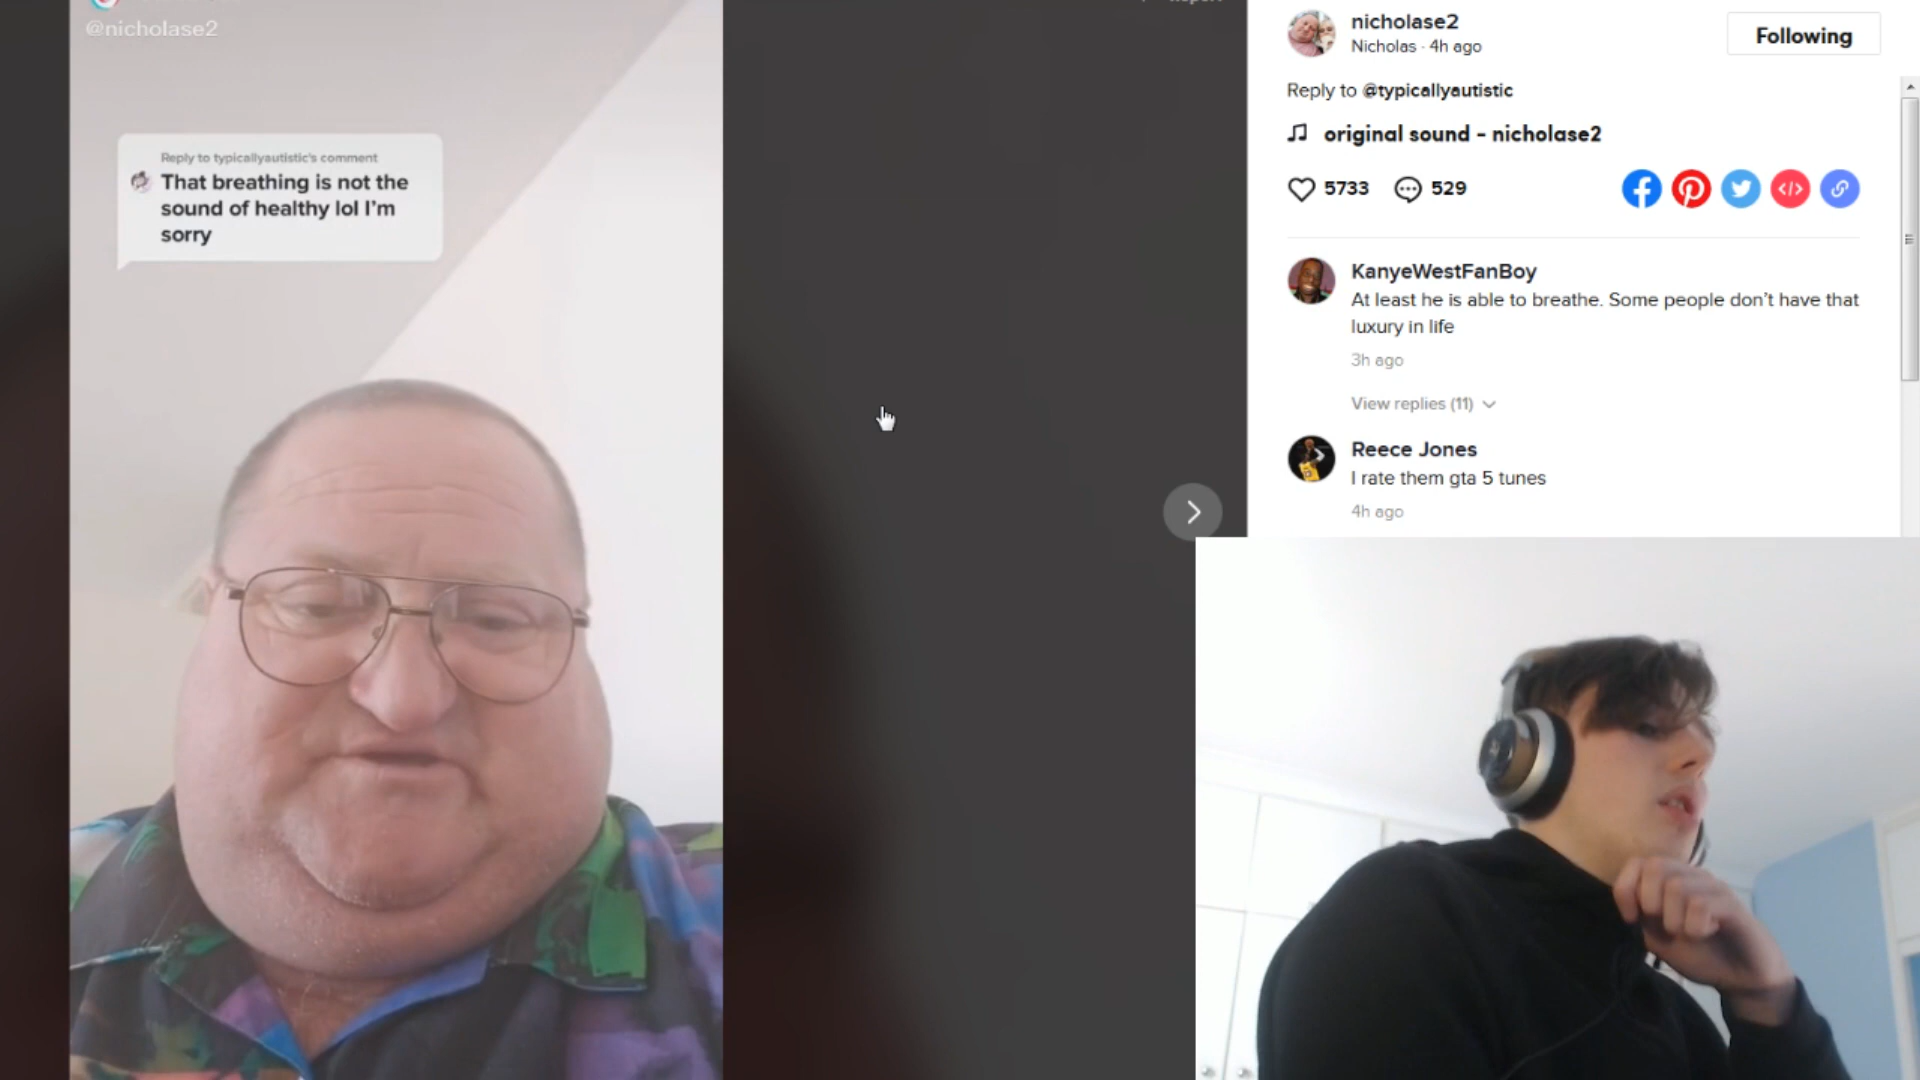 @nicholase2
Reply to typicallyautistic's comment
That breathing is not the
sound of healthy lol I'm
sorry
nicholase2
Nicholas · 4h ago
Following
Reply to @typicallyautistic
original sound - nicholase2
5733
529
KanyeWestFanBoy
At least he is able to breathe. Some people don't have that
luxury in life
3h ago
View replies (11)
Reece Jones
I rate them gta 5 tunes
4h ago